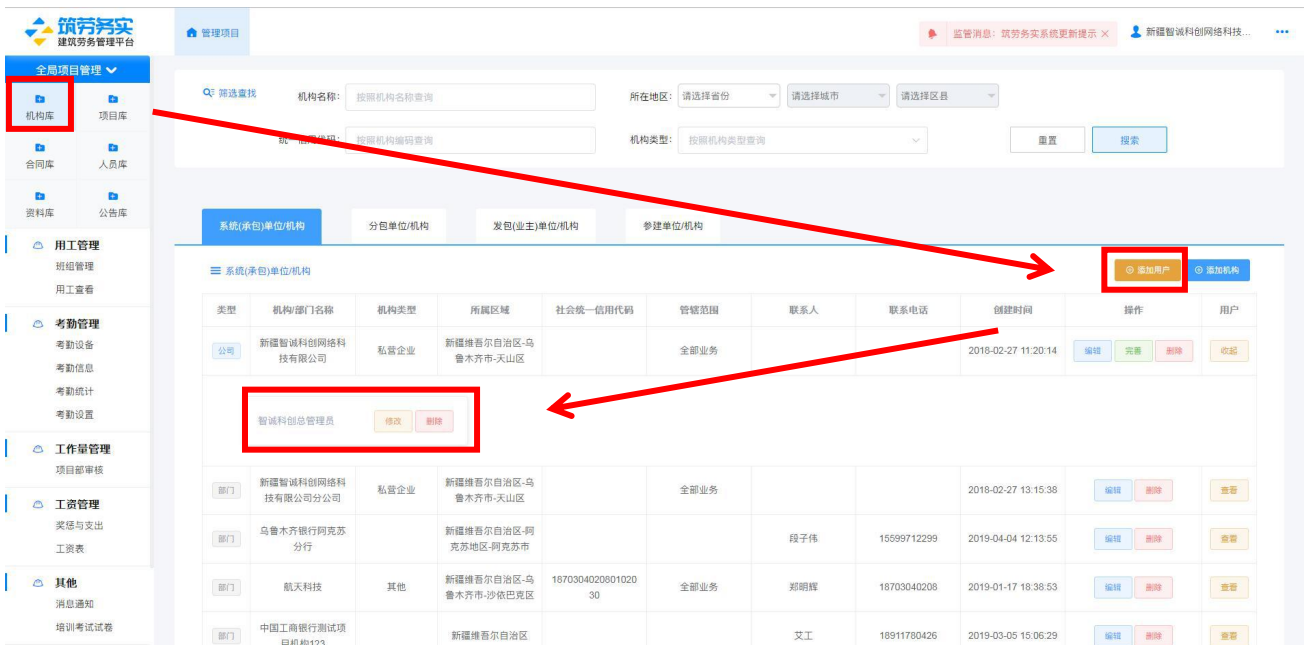 筑劳务实
建筑劳务管理平台
管理项目
监管消息：筑劳务实系统更新提示 ×
新疆智诚科创网络科技...
全局项目管理
机构库
项目库
合同库
人员库
资料库
公告库
用工管理
班组管理
用工查看
考勤管理
考勤设备
考勤信息
考勤统计
考勤设置
工作量管理
项目部审核
工资管理
奖惩与支出
工资表
其他
消息通知
培训考试试卷
筛选查找
机构名称： 按照机构名称查询
所在地区： 请选择省份 请选择城市 请选择区县
按照机构编码查询
机构类型： 按照机构类型查询
重置 搜索
系统(承包)单位/机构 分包单位/机构 发包(业主)单位/机构 参建单位/机构
系统(承包)单位/机构
添加用户 添加机构
类型 机构/部门名称 机构类型 所属区域 社会统一信用代码 管辖范围 联系人 联系电话 创建时间 操作 用户
公司 新疆智诚科创网络科 私营企业 新疆维吾尔自治区-乌 全部业务 2018-02-27 11:20:14 编辑 完善 删除 收起
技有限公司 鲁木齐市-天山区
智诚科创总管理员 修改 删除
部门 新疆智诚科创网络科 私营企业 新疆维吾尔自治区-乌 全部业务 2018-02-27 13:15:38 编辑 删除 查看
技有限公司分公司 鲁木齐市-天山区
部门 乌鲁木齐银行阿克苏 新疆维吾尔自治区-阿 段子伟 15599712299 2019-04-04 12:13:55 编辑 删除 查看
分行 克苏地区-阿克苏市
部门 航天科技 其他 新疆维吾尔自治区-乌 1870304020801020 全部业务 郑明辉 18703040208 2019-01-17 18:38:53 编辑 删除 查看
鲁木齐市-沙依巴克区 30
部门 中国工商银行测试项 新疆维吾尔自治区 艾工 18911780426 2019-03-05 15:06:29 编辑 删除 查看
目机构123